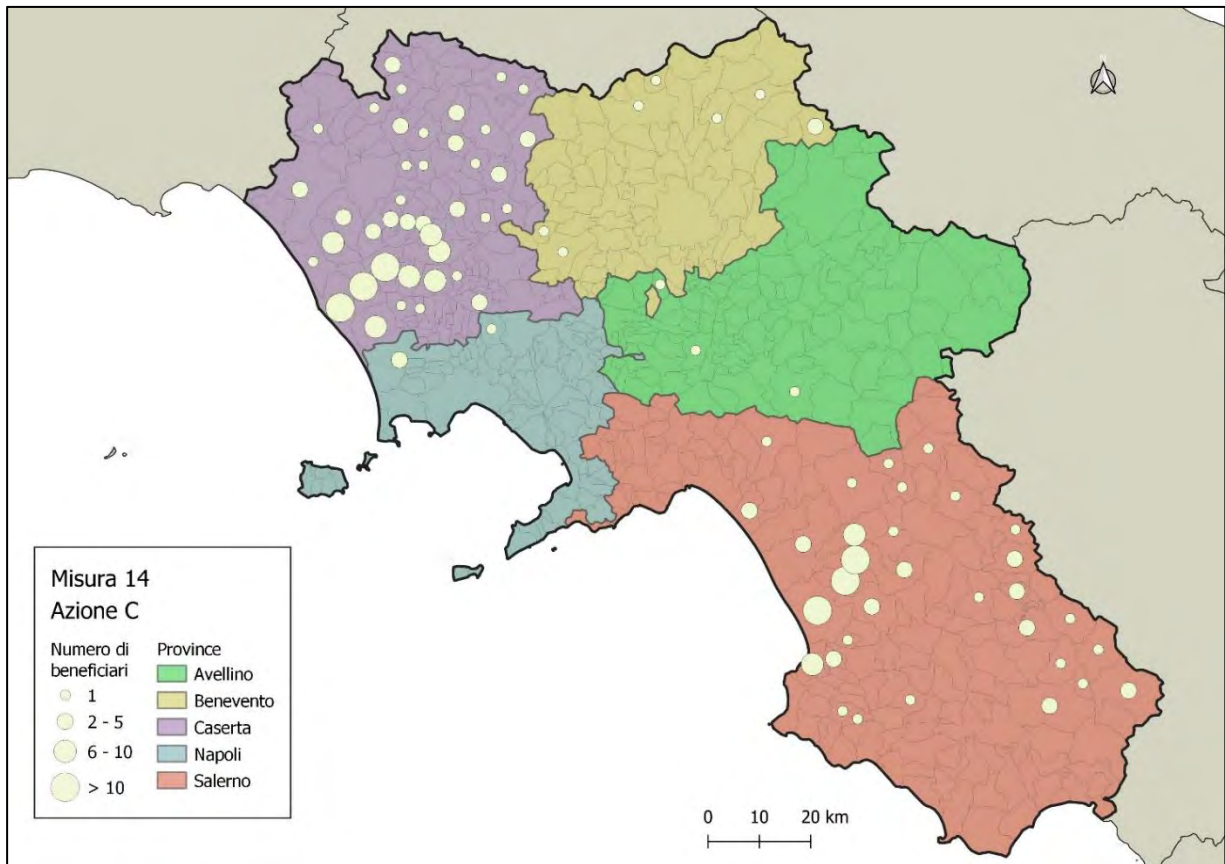 Misura 14
Azione C
Numero di
beneficiari
1
2 - 5
6 - 10
> 10
Province
Avellino
Benevento
Caserta
Napoli
Salerno
0 10 20 km